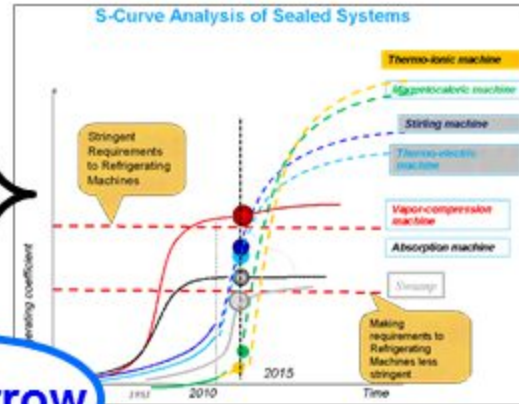 S-Curve Analysis of Sealed Systems
Thermo-ionic machine
Magnetocaloric machine
Stirling machine
Thermo-electric
machine
Vapor-compression
machine
Absorption machine
Swamp
Stringent
Requirements
to Refrigerating
Machines
Making
requirements to
Refrigerating
Machines less
stringent
erating coefficient
2015
2010
Time
rrow